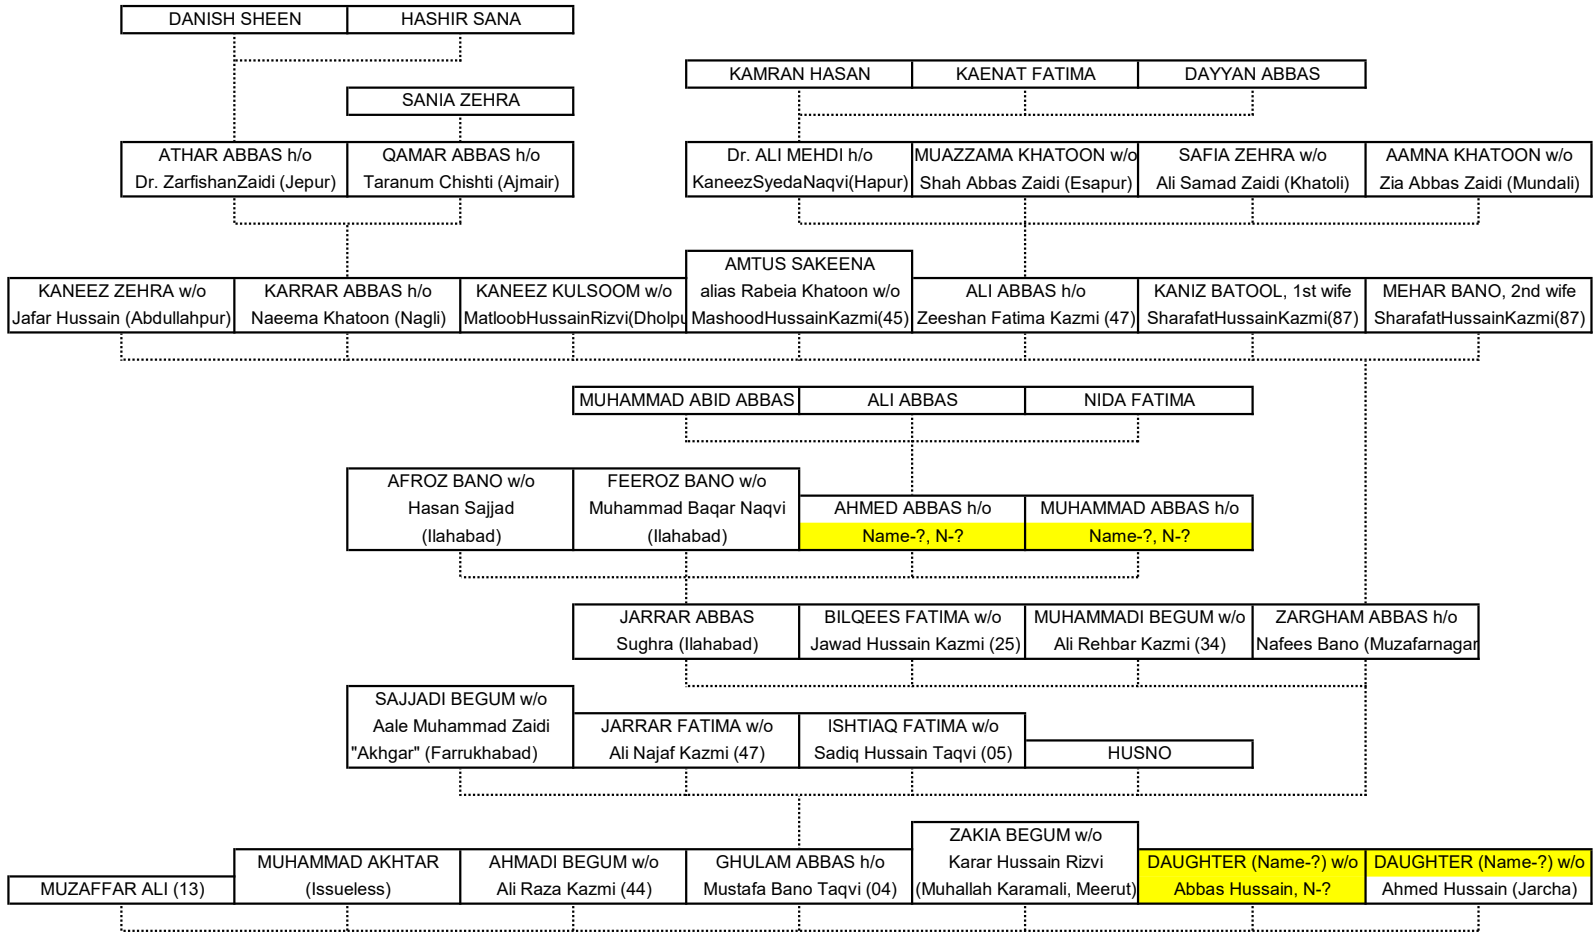 DANISH SHEEN
HASHIR SANA
KAMRAN HASAN
KAENAT FATIMA
DAYYAN ABBAS
SANIA ZEHRA
ATHAR ABBAS h/o
Dr. ZarfishanZaidi (Jepur)
QAMAR ABBAS h/o
Taranum Chishti (Ajmair)
Dr. ALI MEHDI h/o
KaneezSyedaNaqvi(Hapur)
MUAZZAMA KHATOON w/o
Shah Abbas Zaidi (Esapur)
SAFIA ZEHRA w/o
Ali Samad Zaidi (Khatoli)
AAMNA KHATOON w/o
Zia Abbas Zaidi (Mundali)
KANEEZ ZEHRA w/o
Jafar Hussain (Abdullahpur)
KARRAR ABBAS h/o
Naeema Khatoon (Nagli)
KANEEZ KULSOOM w/o
MatloobHussainRizvi(Dholpu
AMTUS SAKEENA
alias Rabeia Khatoon w/o
MashoodHussainKazmi(45)
ALI ABBAS h/o
Zeeshan Fatima Kazmi (47)
KANIZ BATOOL, 1st wife
SharafatHussainKazmi(87)
MEHAR BANO, 2nd wife
SharafatHussainKazmi(87)
MUHAMMAD ABID ABBAS
ALI ABBAS
NIDA FATIMA
AFROZ BANO w/o
Hasan Sajjad
(Ilahabad)
FEEROZ BANO w/o
Muhammad Baqar Naqvi
(Ilahabad)
AHMED ABBAS h/o
Name-?, N-?
MUHAMMAD ABBAS h/o
Name-?, N-?
JARRAR ABBAS
Sughra (Ilahabad)
BILQEES FATIMA w/o
Jawad Hussain Kazmi (25)
MUHAMMADI BEGUM w/o
Ali Rehbar Kazmi (34)
ZARGHAM ABBAS h/o
Nafees Bano (Muzafarnagar
SAJJADI BEGUM w/o
Aale Muhammad Zaidi
"Akhgar" (Farrukhabad)
JARRAR FATIMA w/o
Ali Najaf Kazmi (47)
ISHTIAQ FATIMA w/o
Sadiq Hussain Taqvi (05)
HUSNO
MUZAFFAR ALI (13)
MUHAMMAD AKHTAR
(Issueless)
AHMADI BEGUM w/o
Ali Raza Kazmi (44)
GHULAM ABBAS h/o
Mustafa Bano Taqvi (04)
ZAKIA BEGUM w/o
Karar Hussain Rizvi
(Muhallah Karamali, Meerut)
DAUGHTER (Name-?) w/o
Abbas Hussain, N-?
DAUGHTER (Name-?) w/o
Ahmed Hussain (Jarcha)